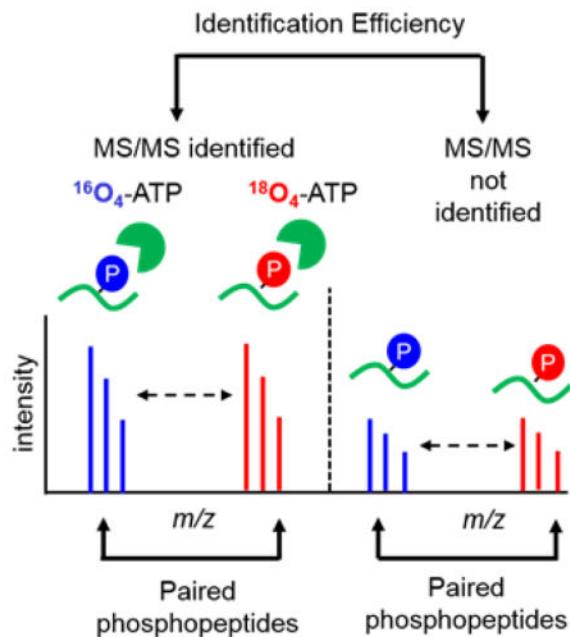 Identification Efficiency
MS/MS identified
MS/MS
not
identified
¹⁶O₄-ATP
¹⁸O₄-ATP
P
P
P
P
intensity
m/z
m/z
Paired
phosphopeptides
Paired
phosphopeptides